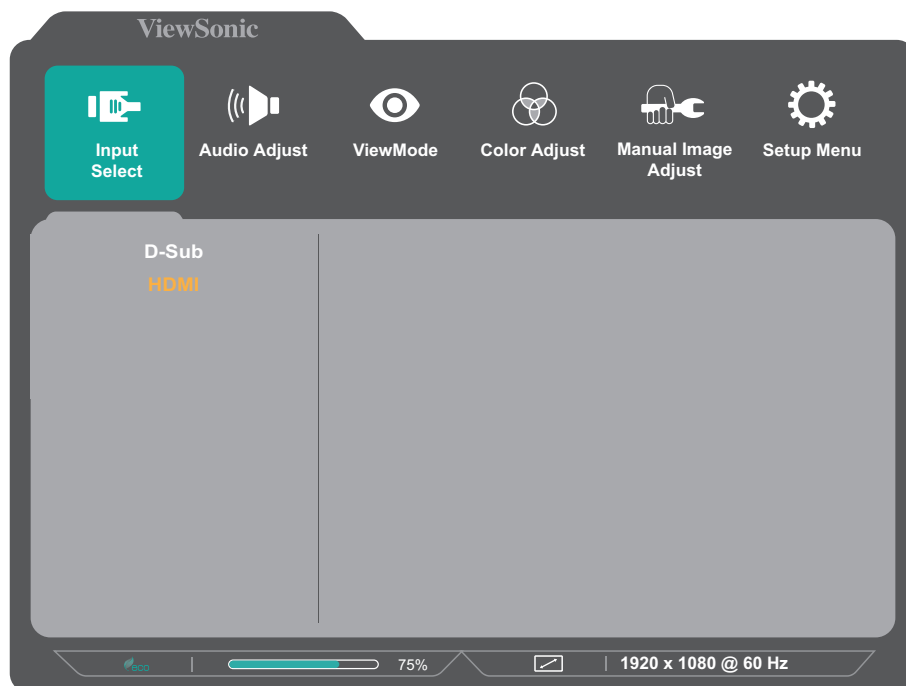 ViewSonic
Input
Select
Audio Adjust
ViewMode
Color Adjust
Manual Image
Adjust
Setup Menu
D-Sub
HDMI
eco
75%
1920 x 1080 @ 60 Hz